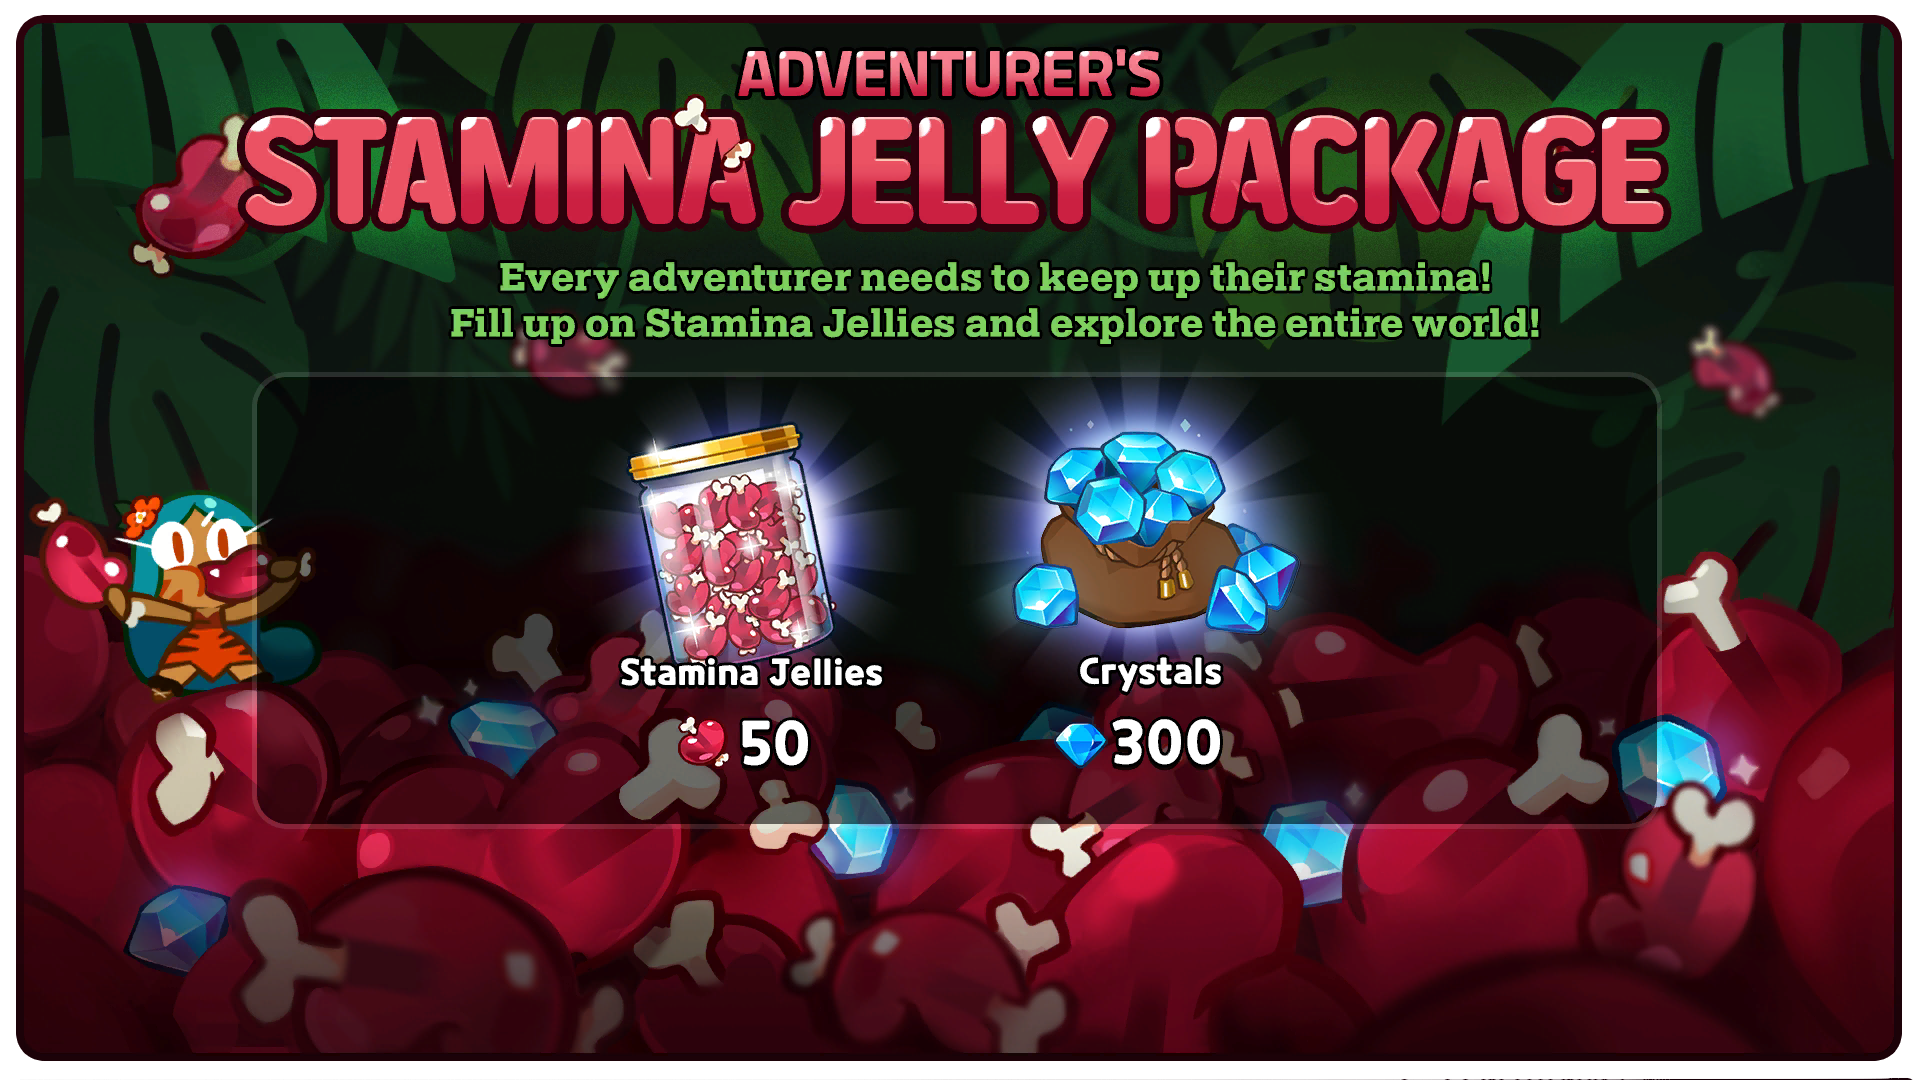 ADVENTURER'S
STAMINA JELLY PACKAGE
Every adventurer needs to keep up their stamina!
Fill up on Stamina Jellies and explore the entire world!
Stamina Jellies
Crystals
50
300